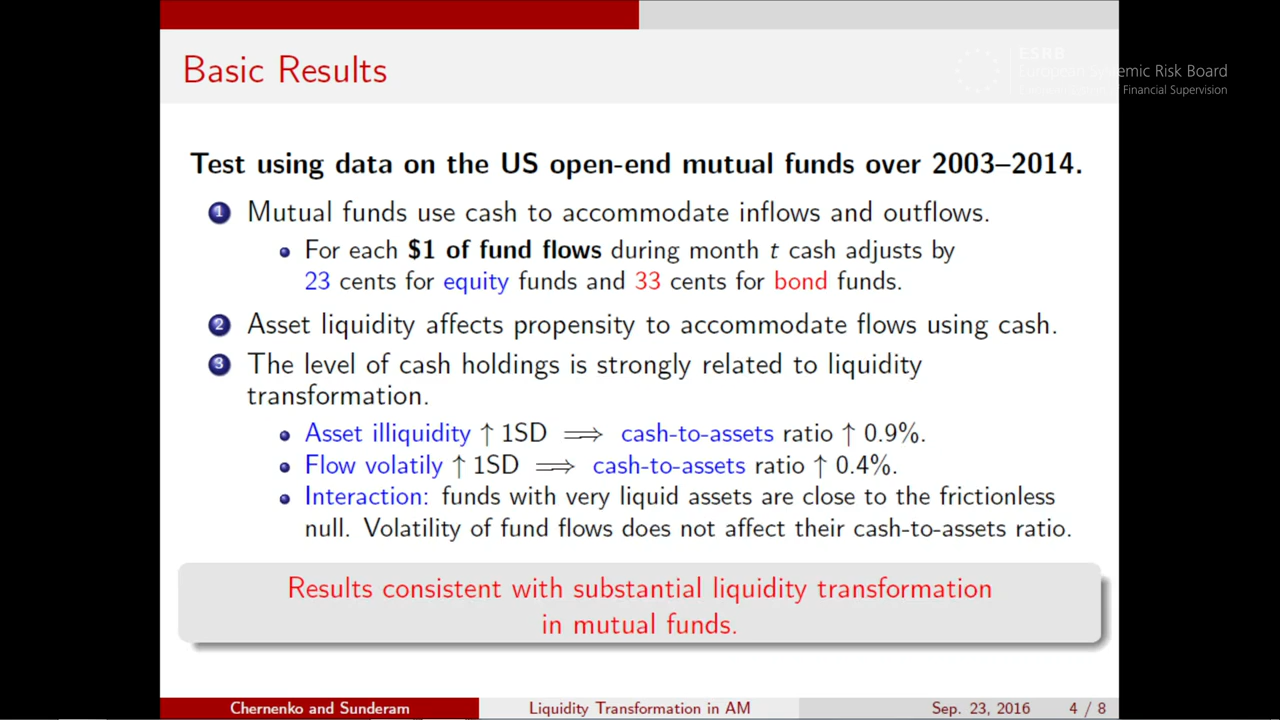 Basic Results
ESRB
European Systemic Risk Board
Financial Supervision
Test using data on the US open-end mutual funds over 2003–2014.
1 Mutual funds use cash to accommodate inflows and outflows.
For each $1 of fund flows during month t cash adjusts by
23 cents for equity funds and 33 cents for bond funds.
2 Asset liquidity affects propensity to accommodate flows using cash.
3 The level of cash holdings is strongly related to liquidity
transformation.
Asset illiquidity ↑ 1SD ⟹ cash-to-assets ratio ↑ 0.9%.
Flow volatily ↑ 1SD ⟹ cash-to-assets ratio ↑ 0.4%.
Interaction: funds with very liquid assets are close to the frictionless
null. Volatility of fund flows does not affect their cash-to-assets ratio.
Results consistent with substantial liquidity transformation
in mutual funds.
Chernenko and Sunderam Liquidity Transformation in AM Sep. 23, 2016 4 / 8